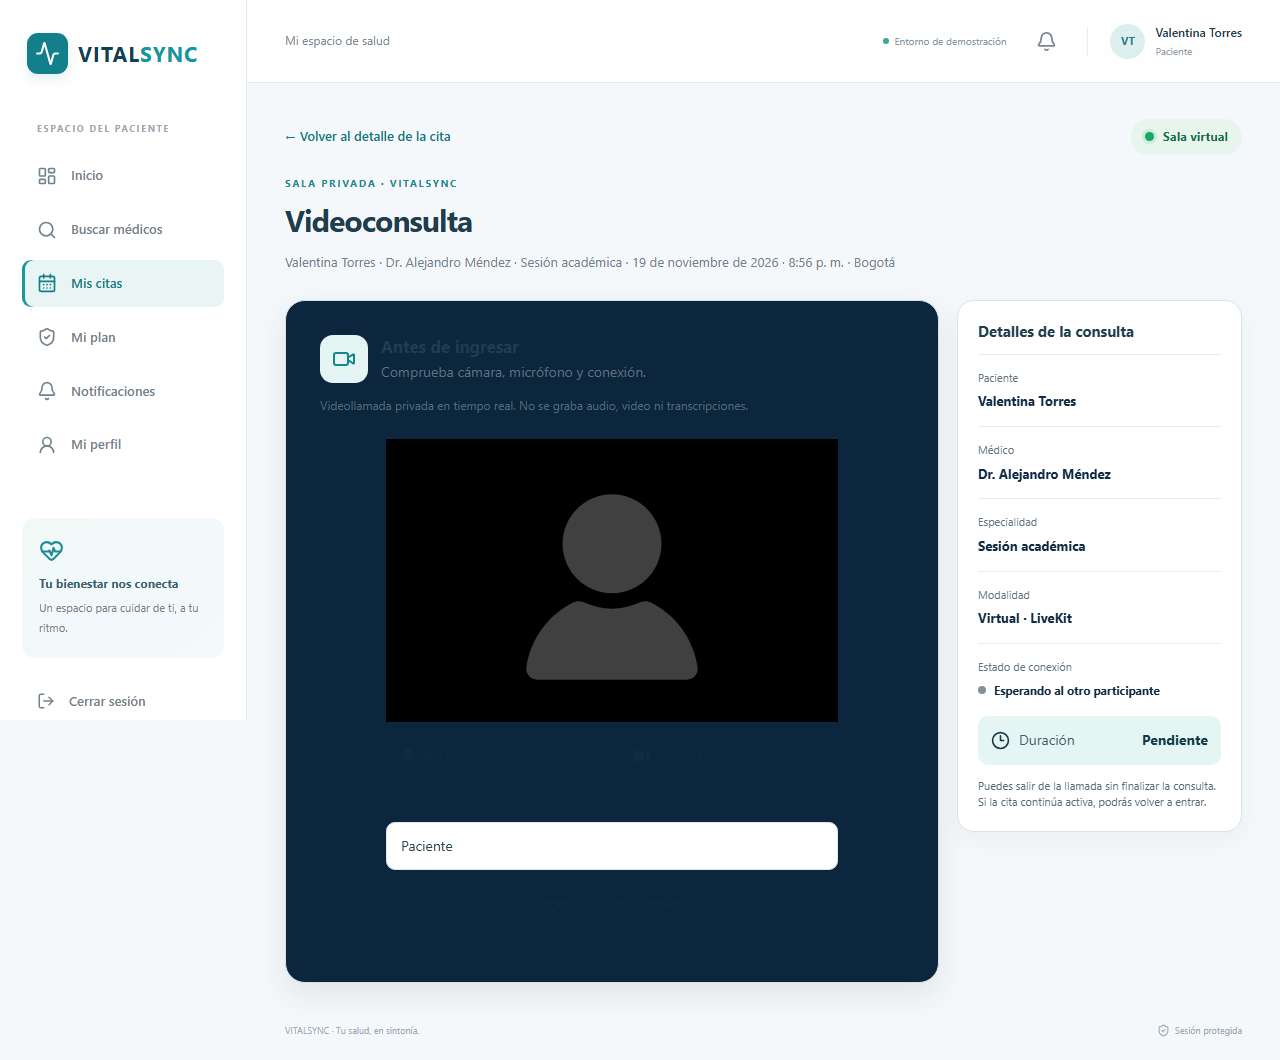 VITALSYNC
ESPACIO DEL PACIENTE
Inicio
Buscar médicos
Mis citas
Mi plan
Notificaciones
Mi perfil
Tu bienestar nos conecta
Un espacio para cuidar de ti, a tu
ritmo.
Cerrar sesión
Mi espacio de salud
Entorno de demostración
VT
Valentina Torres
Paciente
← Volver al detalle de la cita
Sala virtual
SALA PRIVADA · VITALSYNC
Videoconsulta
Valentina Torres · Dr. Alejandro Méndez · Sesión académica · 19 de noviembre de 2026 · 8:56 p. m. · Bogotá
Antes de ingresar
Comprueba cámara, micrófono y conexión.
Videollamada privada en tiempo real. No se graba audio, video ni transcripciones.
Paciente
Detalles de la consulta
Paciente
Valentina Torres
Médico
Dr. Alejandro Méndez
Especialidad
Sesión académica
Modalidad
Virtual · LiveKit
Estado de conexión
Esperando al otro participante
Duración
Pendiente
Puedes salir de la llamada sin finalizar la consulta.
Si la cita continúa activa, podrás volver a entrar.
VITALSYNC · Tu salud, en sintonía.
Sesión protegida